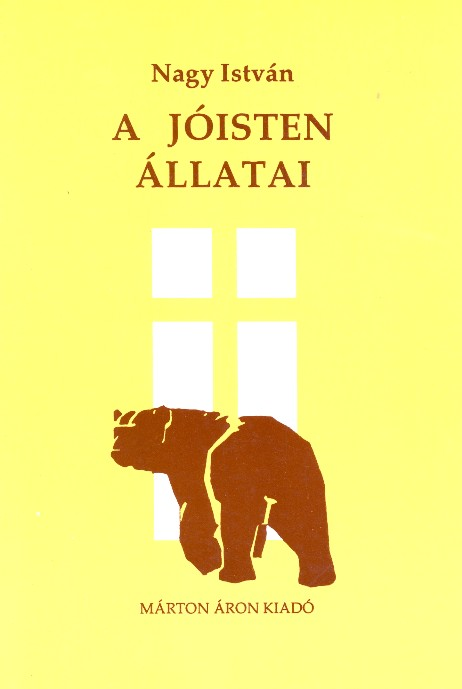 Nagy István
A JÓISTEN
ÁLLATAI
MÁRTON ÁRON KIADÓ